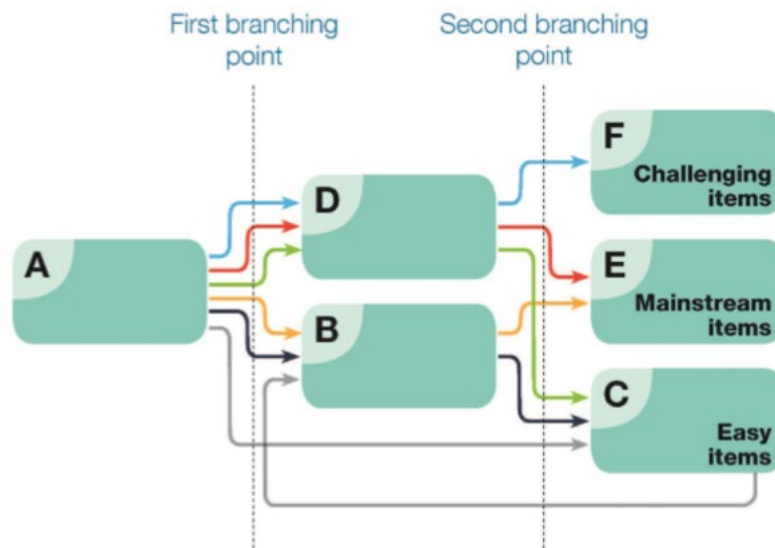 First branching
point
Second branching
point
F
Challenging
items
D
A
E
Mainstream
items
B
C
Easy
items